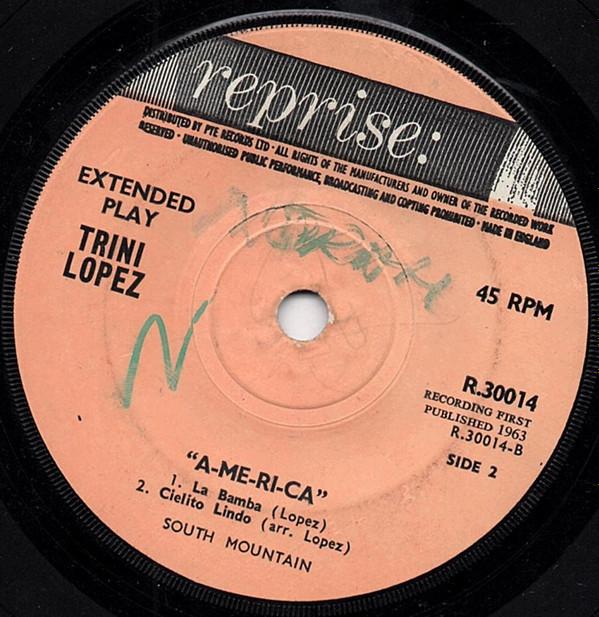 reprise:
DISTRIBUTED BY PYE RECORDS LTD · ALL RIGHTS OF THE MANUFACTURERS AND OWNER OF THE RECORDED WORK
RESERVED · UNAUTHORISED PUBLIC PERFORMANCE, BROADCASTING AND COPYING PROHIBITED · MADE IN ENGLAND
EXTENDED
PLAY
TRINI
LOPEZ
45 RPM
N
R.30014
RECORDING FIRST
PUBLISHED 1963
R.30014-B
SIDE 2
"A-ME-RI-CA"
1. La Bamba (Lopez)
2. Cielito Lindo (arr. Lopez)
SOUTH MOUNTAIN